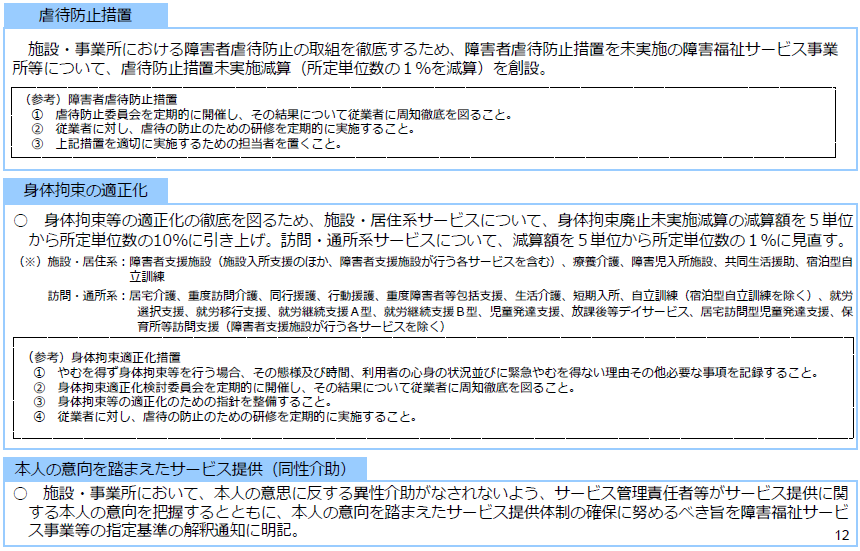 虐待防止措置
施設・事業所における障害者虐待防止の取組を徹底するため、障害者虐待防止措置を未実施の障害福祉サービス事業
所等について、虐待防止措置未実施減算（所定単位数の１％を減算）を創設。
（参考）障害者虐待防止措置
① 虐待防止委員会を定期的に開催し、その結果について従業者に周知徹底を図ること。
② 従業者に対し、虐待の防止のための研修を定期的に実施すること。
③ 上記措置を適切に実施するための担当者を置くこと。
身体拘束の適正化
○ 身体拘束等の適正化の徹底を図るため、施設・居住系サービスについて、身体拘束廃止未実施減算の減算額を５単位
から所定単位数の10％に引き上げ。訪問・通所系サービスについて、減算額を５単位から所定単位数の１％に見直す。
（※）施設・居住系：障害者支援施設（施設入所支援のほか、障害者支援施設が行う各サービスを含む）、療養介護、障害児入所施設、共同生活援助、宿泊型自
立訓練
訪問・通所系：居宅介護、重度訪問介護、同行援護、行動援護、重度障害者等包括支援、生活介護、短期入所、自立訓練（宿泊型自立訓練を除く）、就労
選択支援、就労移行支援、就労継続支援Ａ型、就労継続支援Ｂ型、児童発達支援、放課後等デイサービス、居宅訪問型児童発達支援、保
育所等訪問支援（障害者支援施設が行う各サービスを除く）
（参考）身体拘束適正化措置
① やむを得ず身体拘束等を行う場合、その態様及び時間、利用者の心身の状況並びに緊急やむを得ない理由その他必要な事項を記録すること。
② 身体拘束適正化検討委員会を定期的に開催し、その結果について従業者に周知徹底を図ること。
③ 身体拘束等の適正化のための指針を整備すること。
④ 従業者に対し、虐待の防止のための研修を定期的に実施すること。
本人の意向を踏まえたサービス提供（同性介助）
○ 施設・事業所において、本人の意思に反する異性介助がなされないよう、サービス管理責任者等がサービス提供に関
する本人の意向を把握するとともに、本人の意向を踏まえたサービス提供体制の確保に努めるべき旨を障害福祉サービ
ス事業等の指定基準の解釈通知に明記。
12